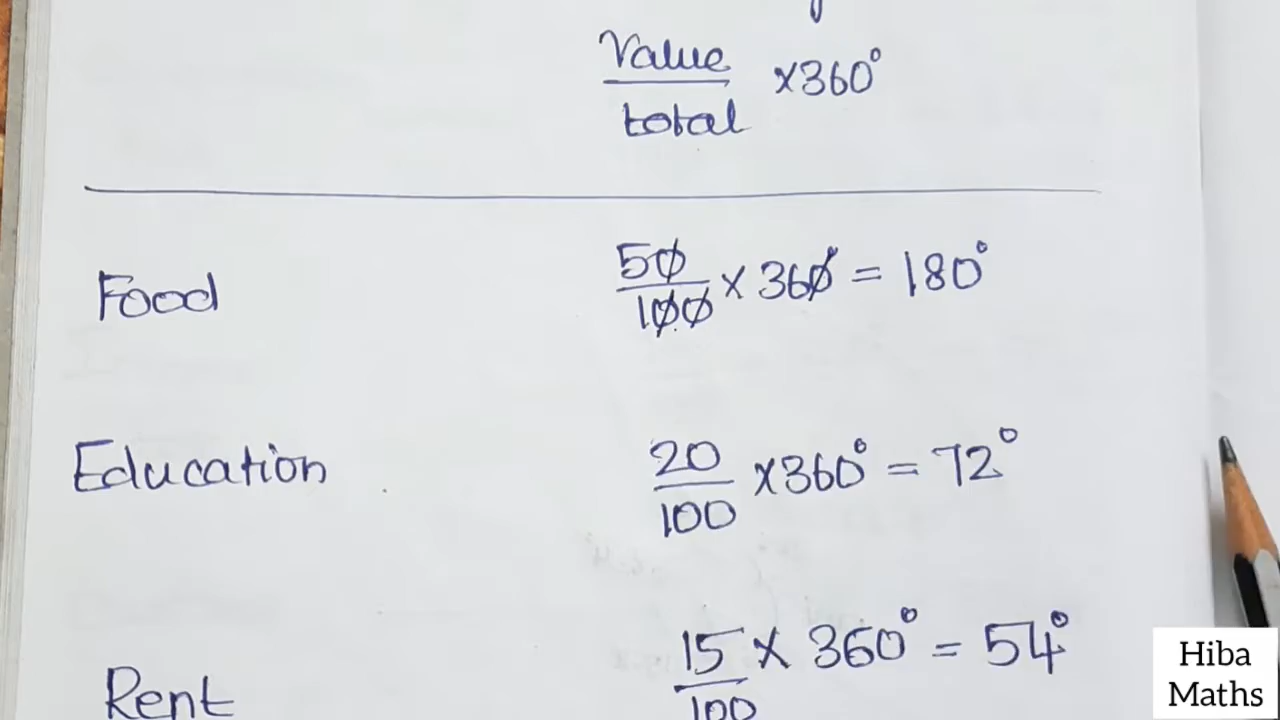 Value
total
×360°
Food
50/100 × 360° = 180°
Education
20/100 ×360° = 72°
Rent
15/100 × 360° = 54°
Hiba
Maths